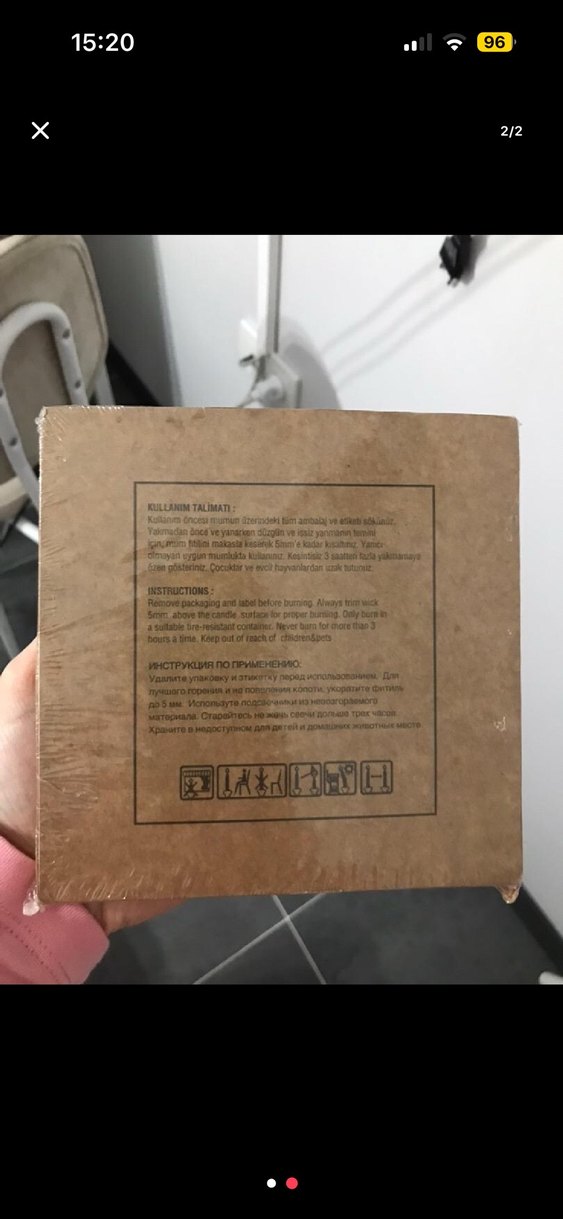 15:20
96
2/2
KULLANIM TALİMATI :
Kullanım öncesi mumun üzerindeki tüm ambalaj ve etiketi sökünüz.
Yakmadan önce ve yanarken düzgün ve issiz yanmanın temini
için, mum fitilini makasla keserek 5mm'e kadar kısaltınız. Yanıcı
olmayan uygun mumlukta kullanınız. Kesintisiz 3 saatten fazla yakmamaya
özen gösteriniz. Çocuklar ve evcil hayvanlardan uzak tutunuz.
INSTRUCTIONS :
Remove packaging and label before burning. Always trim wick
5mm above the candle surface for proper burning. Only burn in
a suitable fire-resistant container. Never burn for more than 3
hours a time. Keep out of reach of children&pets
ИНСТРУКЦИЯ ПО ПРИМЕНЕНИЮ:
Удалите упаковку и этикетку перед использованием. Для
лучшего горения и не появления копоти, укоратите фитиль
до 5 мм. Используте подсвечники из невозгораемого
материала. Старайтесь не жечь свечи дольше трех часов.
Храните в недоступном для детей и домашних животных месте